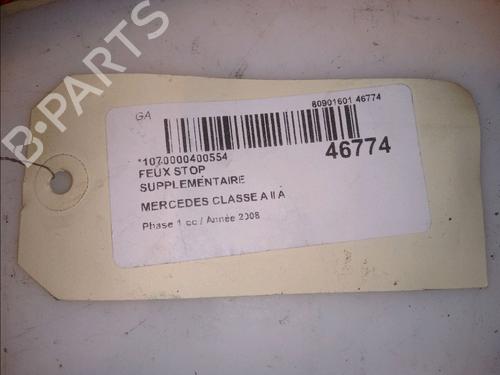 B-PARTS
GA
80901601 46774
*1070000400554
46774
FEUX STOP
SUPPLEMENTAIRE
MERCEDES CLASSE A II A
Phase 1 cc / Année 2008